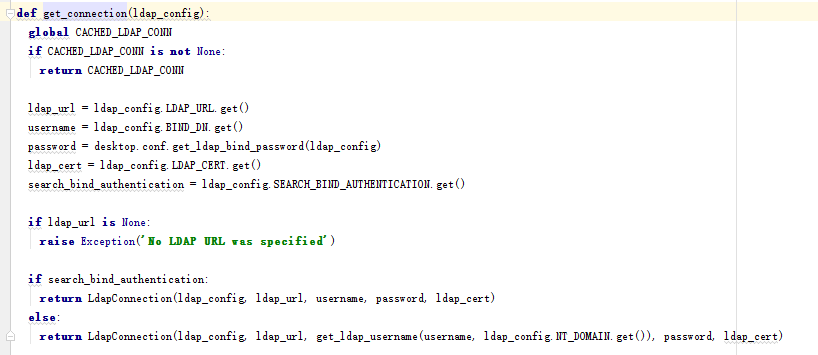 def get_connection(ldap_config):
  global CACHED_LDAP_CONN
  if CACHED_LDAP_CONN is not None:
    return CACHED_LDAP_CONN

  ldap_url = ldap_config.LDAP_URL.get()
  username = ldap_config.BIND_DN.get()
  password = desktop.conf.get_ldap_bind_password(ldap_config)
  ldap_cert = ldap_config.LDAP_CERT.get()
  search_bind_authentication = ldap_config.SEARCH_BIND_AUTHENTICATION.get()

  if ldap_url is None:
    raise Exception('No LDAP URL was specified')

  if search_bind_authentication:
    return LdapConnection(ldap_config, ldap_url, username, password, ldap_cert)
  else:
    return LdapConnection(ldap_config, ldap_url, get_ldap_username(username, ldap_config.NT_DOMAIN.get()), password, ldap_cert)